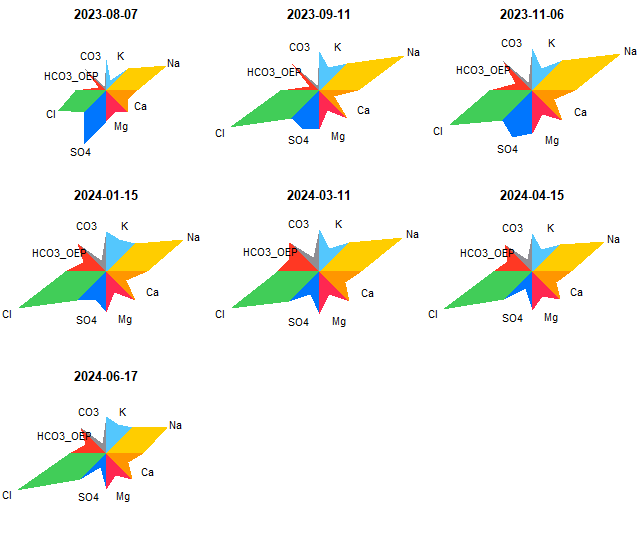 2023-08-07
CO3
K
Na
HCO3_OEP
Cl
Ca
Mg
SO4
2023-09-11
CO3
K
Na
HCO3_OEP
Ca
Cl
Mg
SO4
2023-11-06
CO3
K
Na
HCO3_OEP
Ca
Cl
Mg
SO4
2024-01-15
CO3
K
Na
HCO3_OEP
Ca
Cl
SO4
Mg
2024-03-11
CO3
K
Na
HCO3_OEP
Ca
Cl
SO4
Mg
2024-04-15
CO3
K
Na
HCO3_OEP
Ca
Cl
SO4
Mg
2024-06-17
CO3
K
Na
HCO3_OEP
Ca
Cl
SO4
Mg